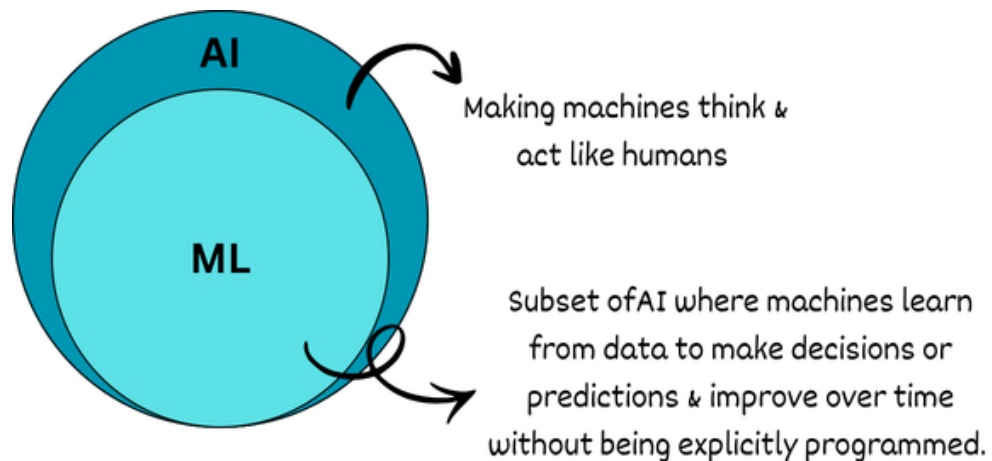 AI
Making machines think &
act like humans
ML
Subset ofAI where machines learn
from data to make decisions or
predictions & improve over time
without being explicitly programmed.